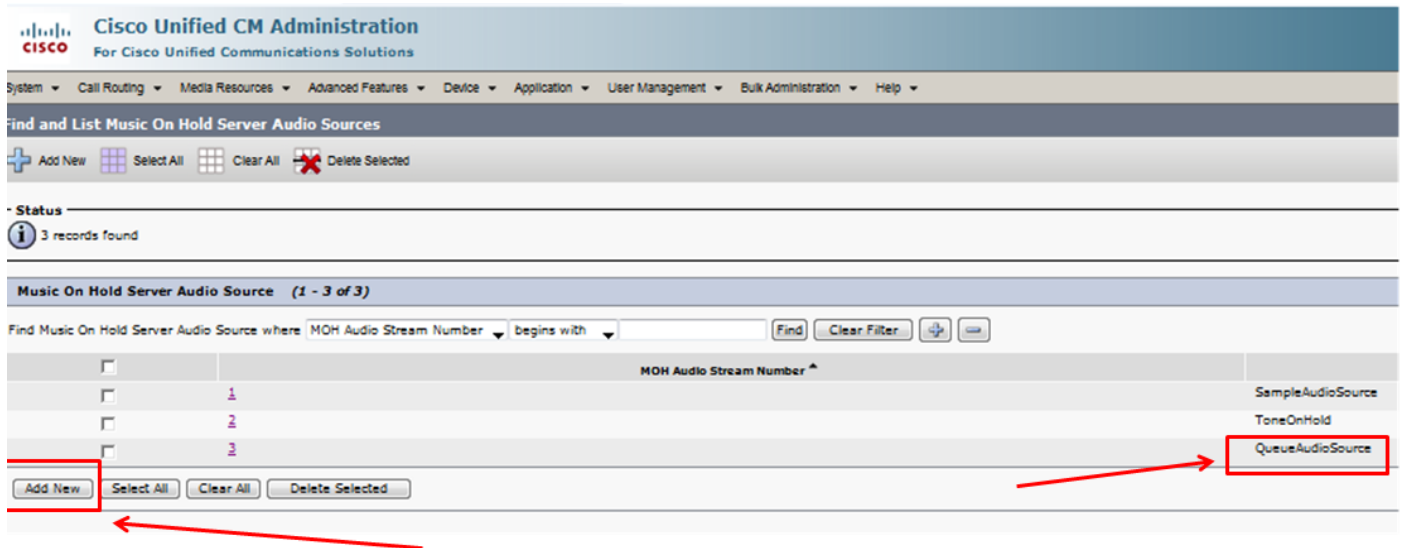 Cisco Unified CM Administration
CISCO
For Cisco Unified Communications Solutions
System Call Routing Media Resources Advanced Features Device Application User Management Bulk Administration Help
Find and List Music On Hold Server Audio Sources
Add New Select All Clear All Delete Selected
Status
i 3 records found
Music On Hold Server Audio Source (1 - 3 of 3)
Find Music On Hold Server Audio Source where MOH Audio Stream Number begins with Find Clear Filter
MOH Audio Stream Number
1 SampleAudioSource
2 ToneOnHold
3 QueueAudioSource
Add New Select All Clear All Delete Selected